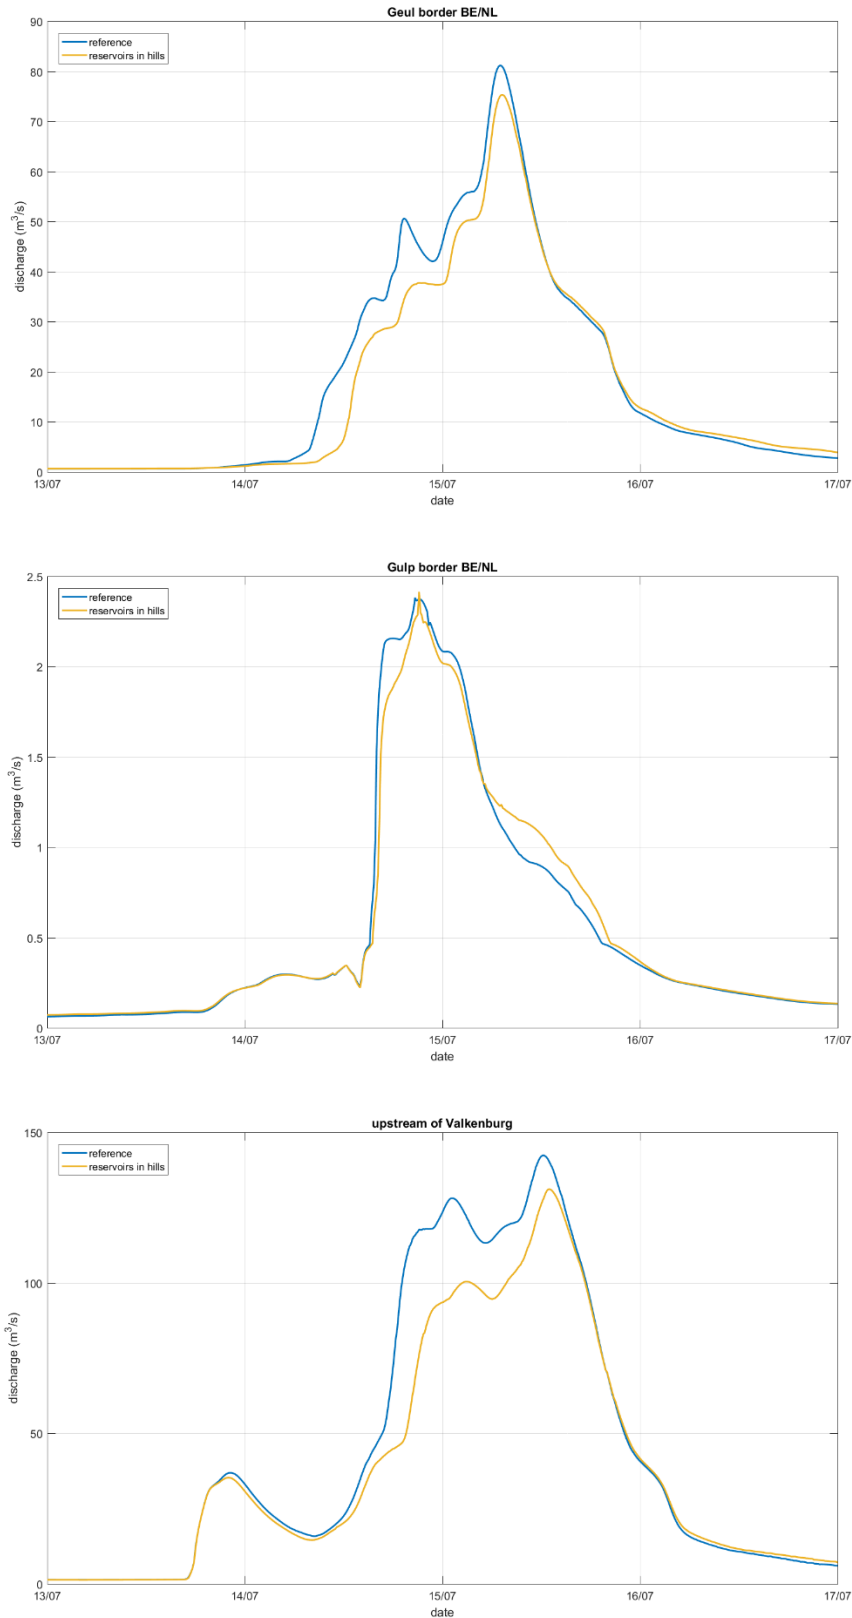 Geul border BE/NL
90
80
70
60
50
40
30
20
10
0
reference
reservoirs in hills
discharge (m³/s)
13/07 14/07 15/07 16/07 17/07
date
Gulp border BE/NL
2.5
2
1.5
1
0.5
0
reference
reservoirs in hills
discharge (m³/s)
13/07 14/07 15/07 16/07 17/07
date
upstream of Valkenburg
150
100
50
0
reference
reservoirs in hills
discharge (m³/s)
13/07 14/07 15/07 16/07 17/07
date